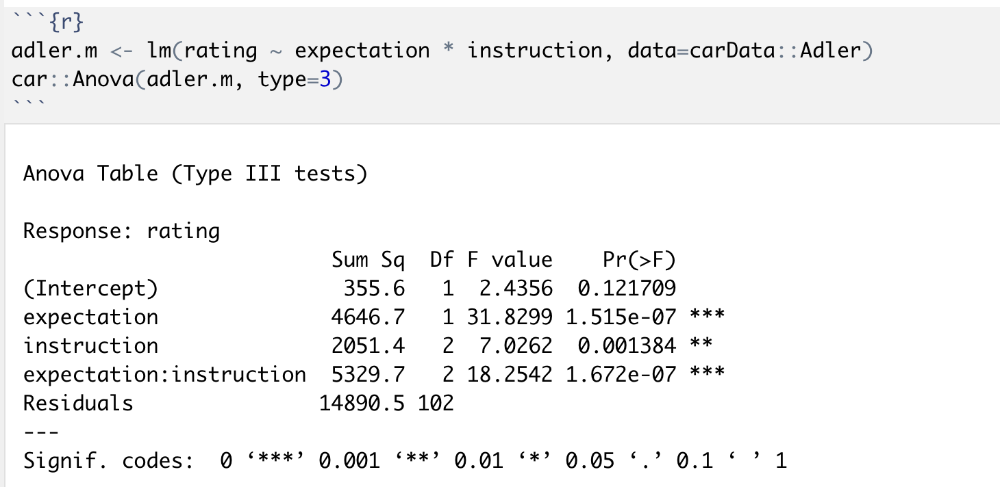 ```{r}
adler.m <- lm(rating ~ expectation * instruction, data=carData::Adler)
car::Anova(adler.m, type=3)
```
Anova Table (Type III tests)
Response: rating
Sum Sq Df F value Pr(>F)
(Intercept) 355.6 1 2.4356 0.121709
expectation 4646.7 1 31.8299 1.515e-07 ***
instruction 2051.4 2 7.0262 0.001384 **
expectation:instruction 5329.7 2 18.2542 1.672e-07 ***
Residuals 14890.5 102
---
Signif. codes: 0 ‘***’ 0.001 ‘**’ 0.01 ‘*’ 0.05 ‘.’ 0.1 ‘ ’ 1